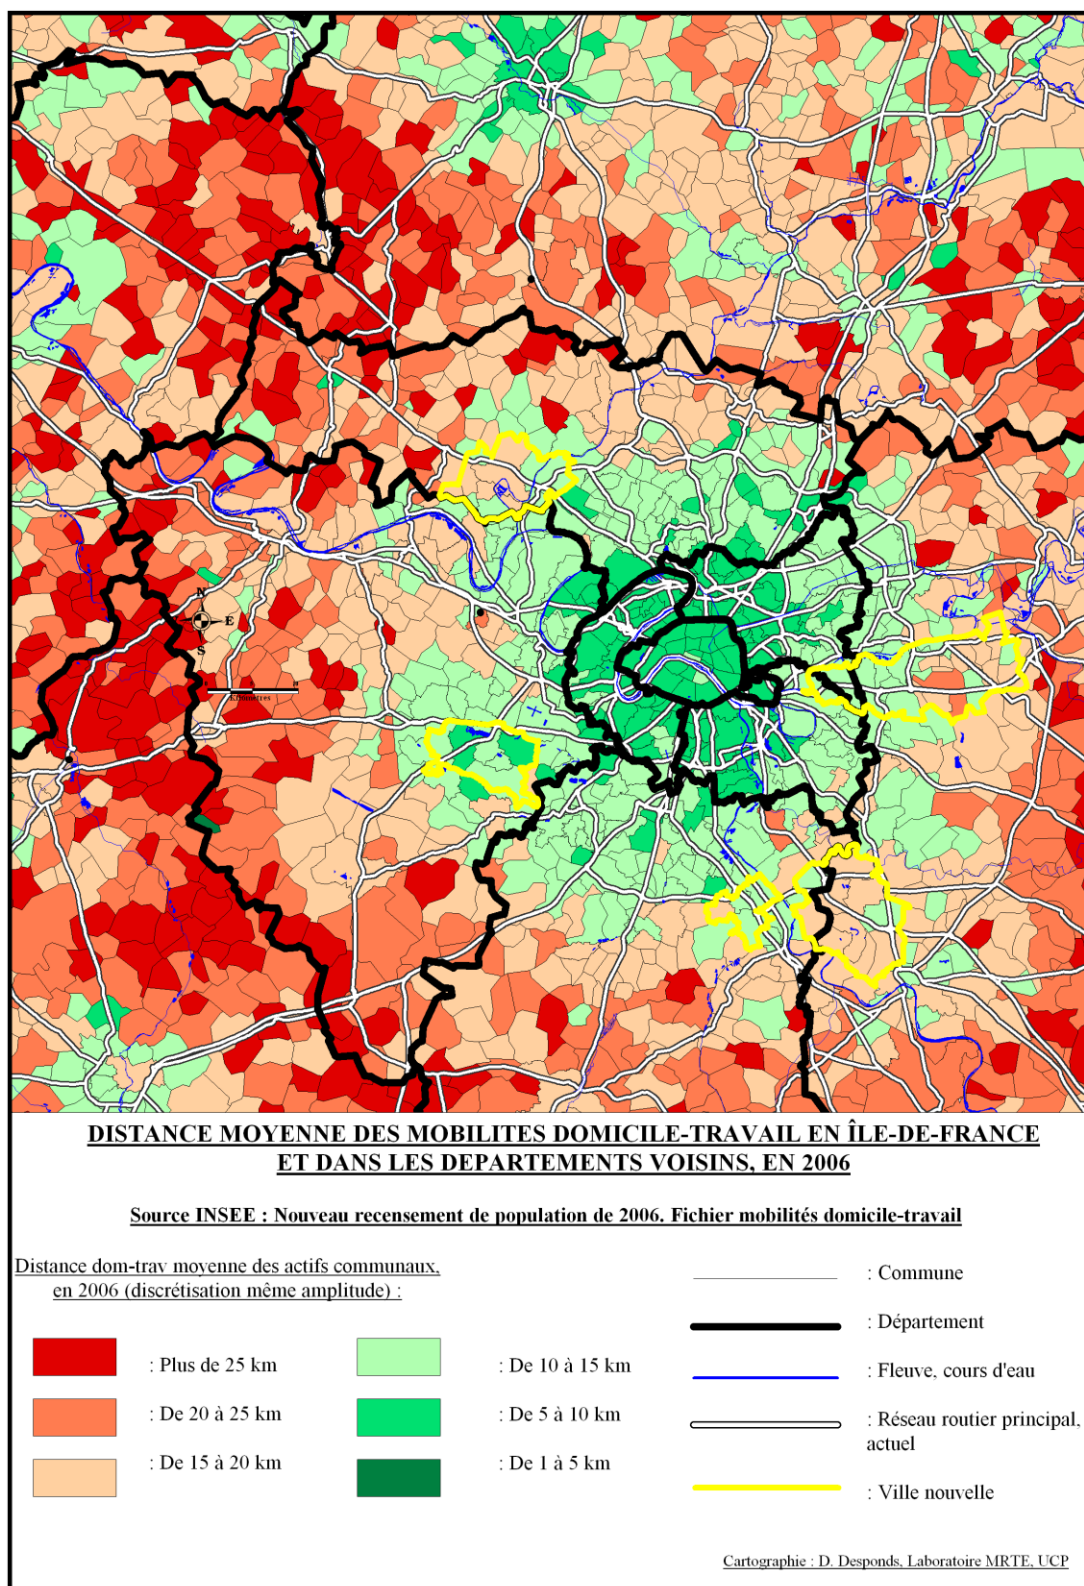 N
E
S
Kilomètres
DISTANCE MOYENNE DES MOBILITES DOMICILE-TRAVAIL EN ÎLE-DE-FRANCE
ET DANS LES DEPARTEMENTS VOISINS, EN 2006
Source INSEE : Nouveau recensement de population de 2006. Fichier mobilités domicile-travail
Distance dom-trav moyenne des actifs communaux,
en 2006 (discrétisation même amplitude) :
: Plus de 25 km
: De 20 à 25 km
: De 15 à 20 km
: De 10 à 15 km
: De 5 à 10 km
: De 1 à 5 km
: Commune
: Département
: Fleuve, cours d'eau
: Réseau routier principal,
actuel
: Ville nouvelle
Cartographie : D. Desponds, Laboratoire MRTE, UCP